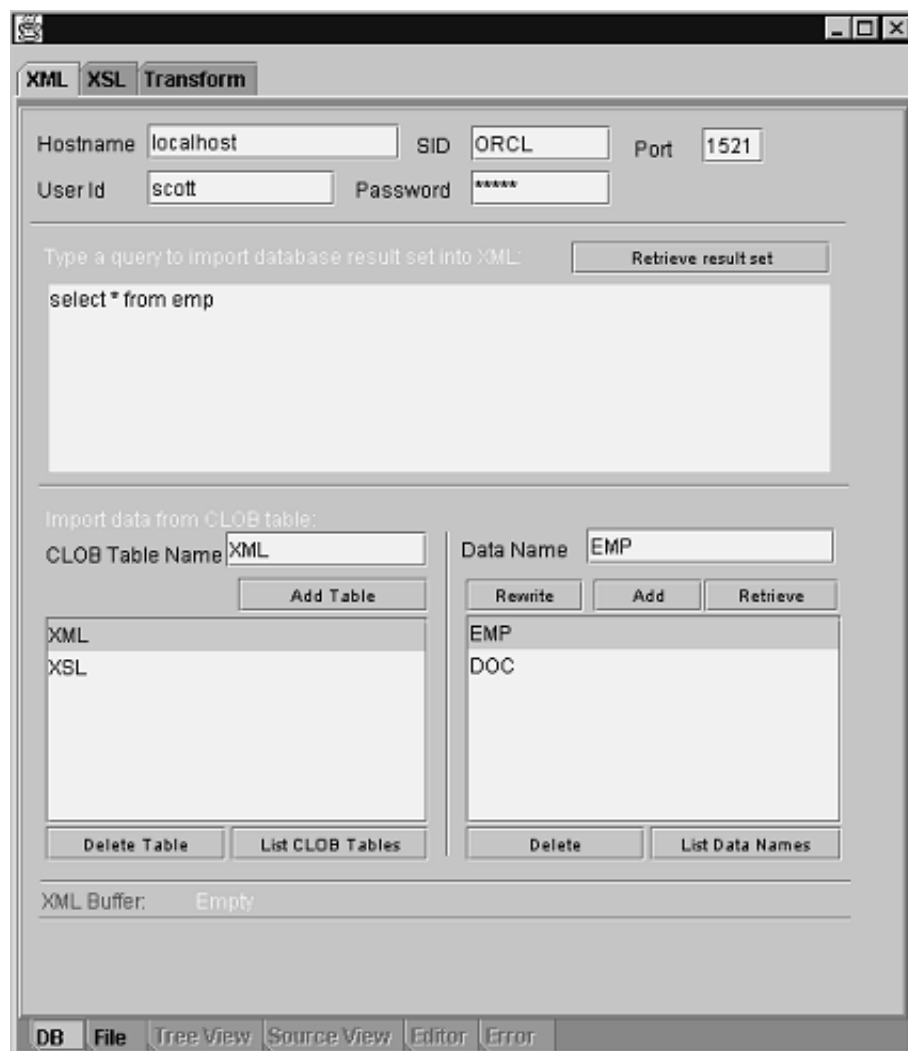 XML XSL Transform
Hostname localhost SID ORCL Port 1521
User Id scott Password *****
Type a query to import database result set into XML: Retrieve result set
select * from emp
Import data from CLOB table:
CLOB Table Name XML Data Name EMP
Add Table Rewrite Add Retrieve
XML EMP
XSL DOC
Delete Table List CLOB Tables Delete List Data Names
XML Buffer: Empty
DB File Tree View Source View Editor Error